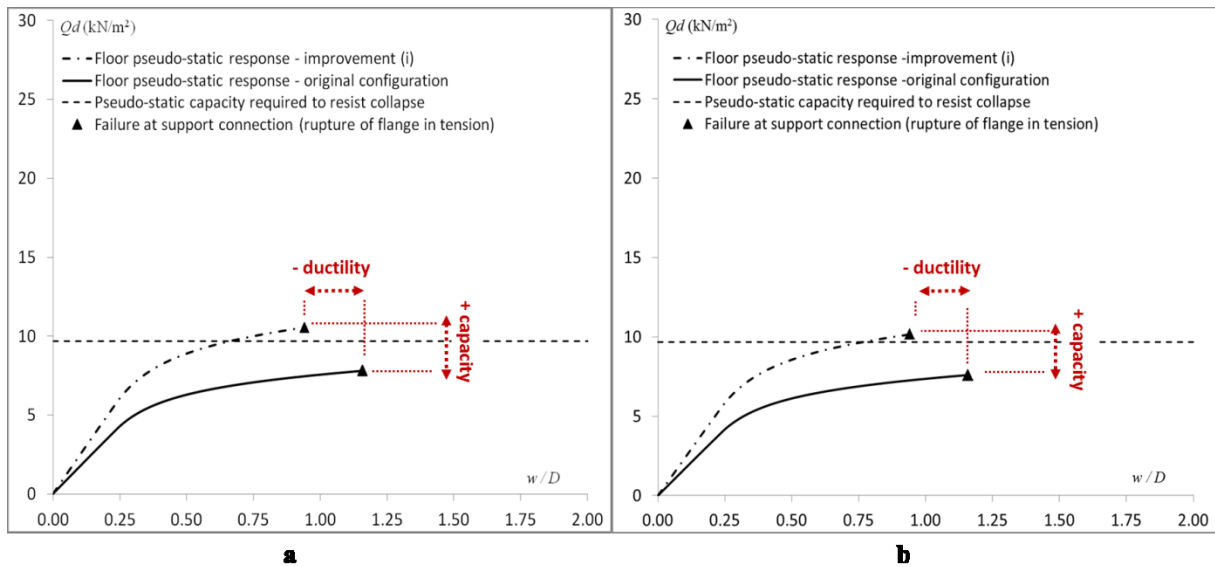 30
Qd (kN/m²)
Floor pseudo-static response - improvement (i)
Floor pseudo-static response - original configuration
25
Pseudo-static capacity required to resist collapse
Failure at support connection (rupture of flange in tension)
20
15
- ductility
+ capacity
10
5
w / D
0
0.00 0.25 0.50 0.75 1.00 1.25 1.50 1.75 2.00
a
30
Qd (kN/m²)
Floor pseudo-static response -improvement (i)
Floor pseudo-static response -original configuration
25
Pseudo-static capacity required to resist collapse
Failure at support connection (rupture of flange in tension)
20
15
- ductility
+ capacity
10
5
w / D
0
0.00 0.25 0.50 0.75 1.00 1.25 1.50 1.75 2.00
b